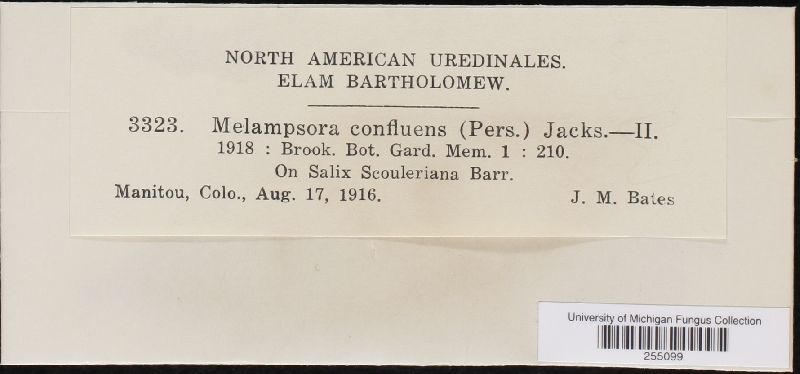 NORTH AMERICAN UREDINALES.
ELAM BARTHOLOMEW.
3323. Melampsora confluens (Pers.) Jacks.—II.
1918 : Brook. Bot. Gard. Mem. 1 : 210.
On Salix Scouleriana Barr.
Manitou, Colo., Aug. 17, 1916. J. M. Bates
University of Michigan Fungus Collection
255099